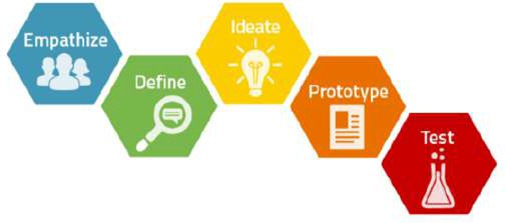 Empathize
Define
Ideate
Prototype
Test